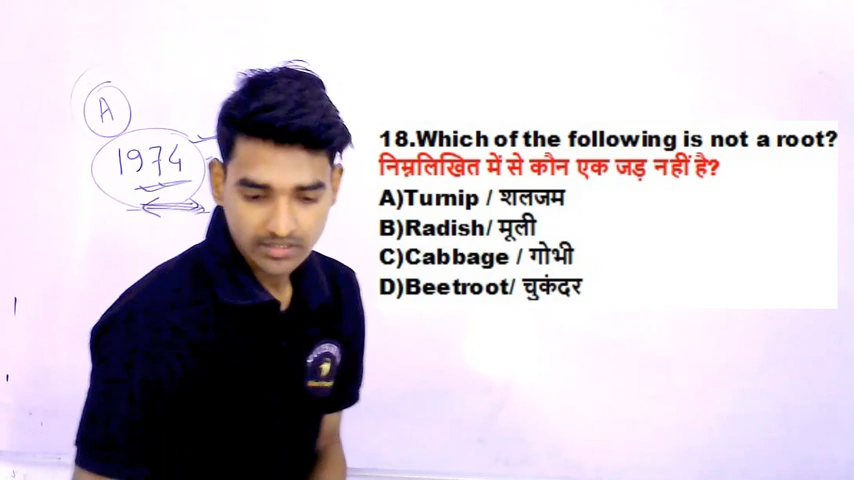 A
1974
18.Which of the following is not a root?
निम्नलिखित में से कौन एक जड़ नहीं है?
A)Turnip / शलजम
B)Radish/ मूली
C)Cabbage / गोभी
D)Beetroot/ चुकंदर